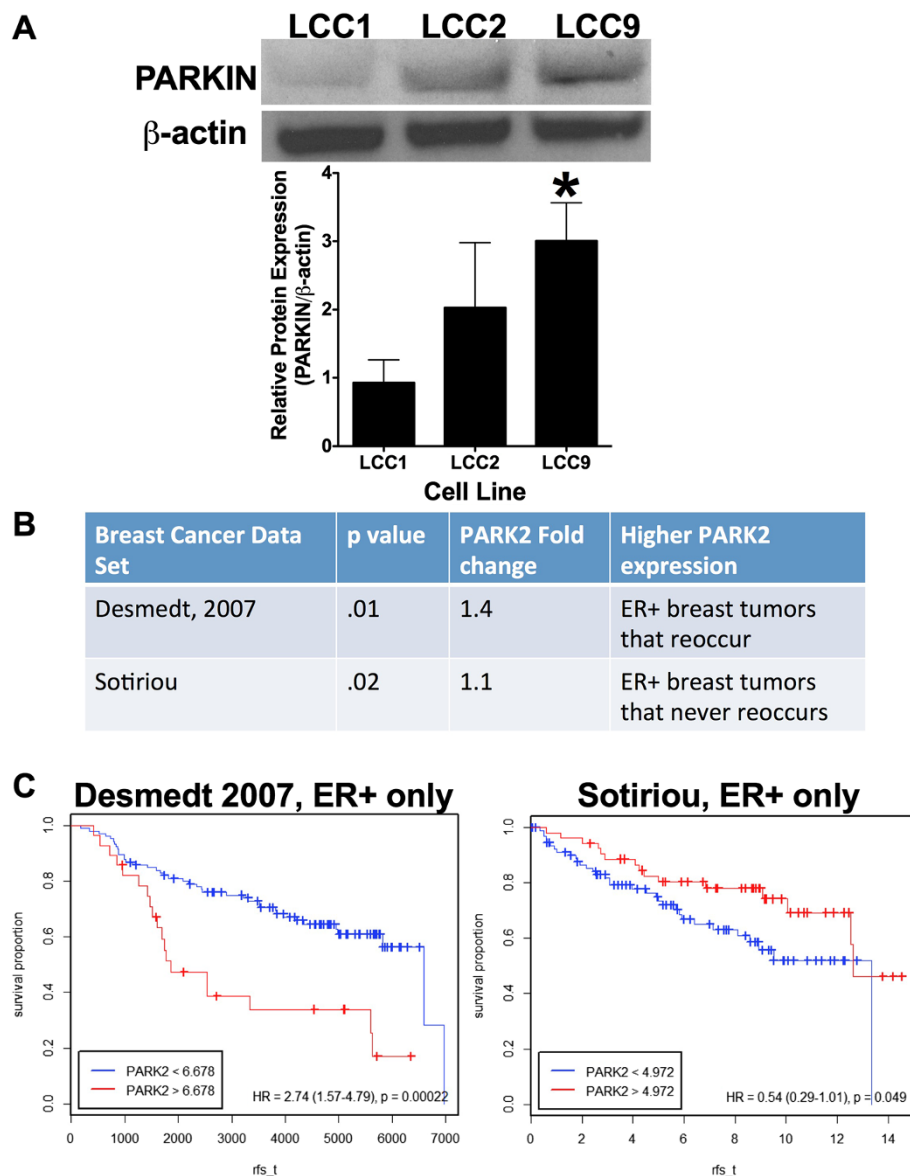 A
LCC1 LCC2 LCC9
PARKIN
β-actin
Relative Protein Expression
(PARKIN/β-actin)
4
3
2
1
0
*
LCC1 LCC2 LCC9
Cell Line
B
Breast Cancer Data Set p value PARK2 Fold change Higher PARK2 expression
Desmedt, 2007 .01 1.4 ER+ breast tumors that reoccur
Sotiriou .02 1.1 ER+ breast tumors that never reoccurs
C
Desmedt 2007, ER+ only
survival proportion
1.0
0.8
0.6
0.4
0.2
0.0
PARK2 < 6.678
PARK2 > 6.678
HR = 2.74 (1.57-4.79), p = 0.00022
0 1000 2000 3000 4000 5000 6000 7000
rfs_t
Sotiriou, ER+ only
survival proportion
1.0
0.8
0.6
0.4
0.2
0.0
PARK2 < 4.972
PARK2 > 4.972
HR = 0.54 (0.29-1.01), p = 0.049
0 2 4 6 8 10 12 14
rfs_t